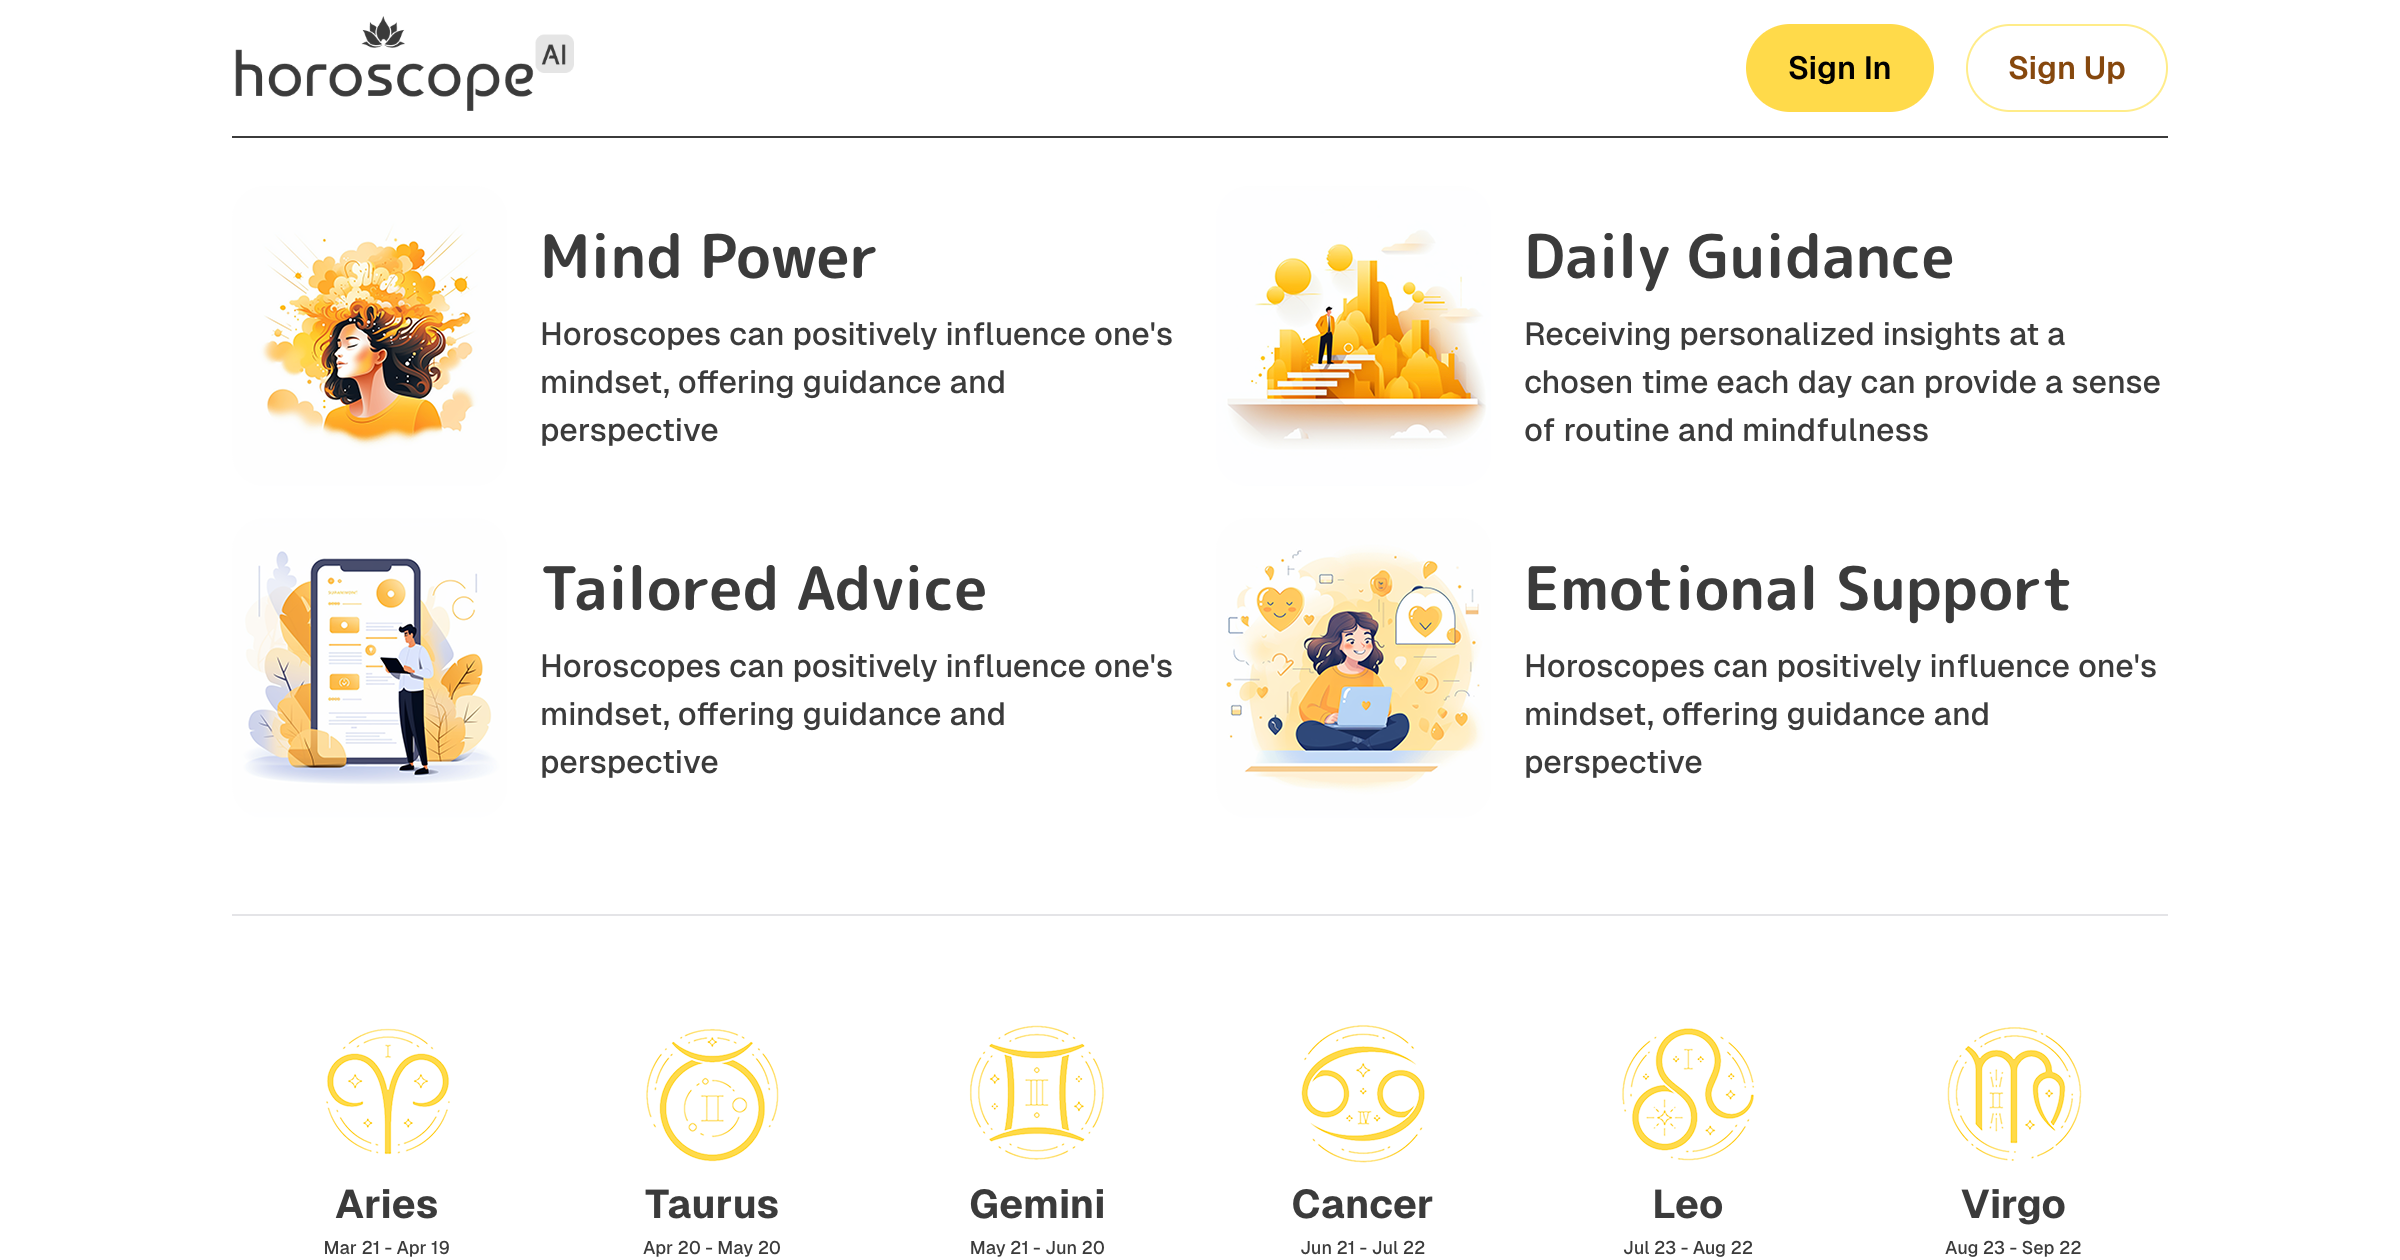 horoscope AI
Sign In
Sign Up
Mind Power
Horoscopes can positively influence one's
mindset, offering guidance and
perspective
Daily Guidance
Receiving personalized insights at a
chosen time each day can provide a sense
of routine and mindfulness
Tailored Advice
Horoscopes can positively influence one's
mindset, offering guidance and
perspective
Emotional Support
Horoscopes can positively influence one's
mindset, offering guidance and
perspective
I
II
III
IV
I
II
Aries
Taurus
Gemini
Cancer
Leo
Virgo
Mar 21 - Apr 19
Apr 20 - May 20
May 21 - Jun 20
Jun 21 - Jul 22
Jul 23 - Aug 22
Aug 23 - Sep 22